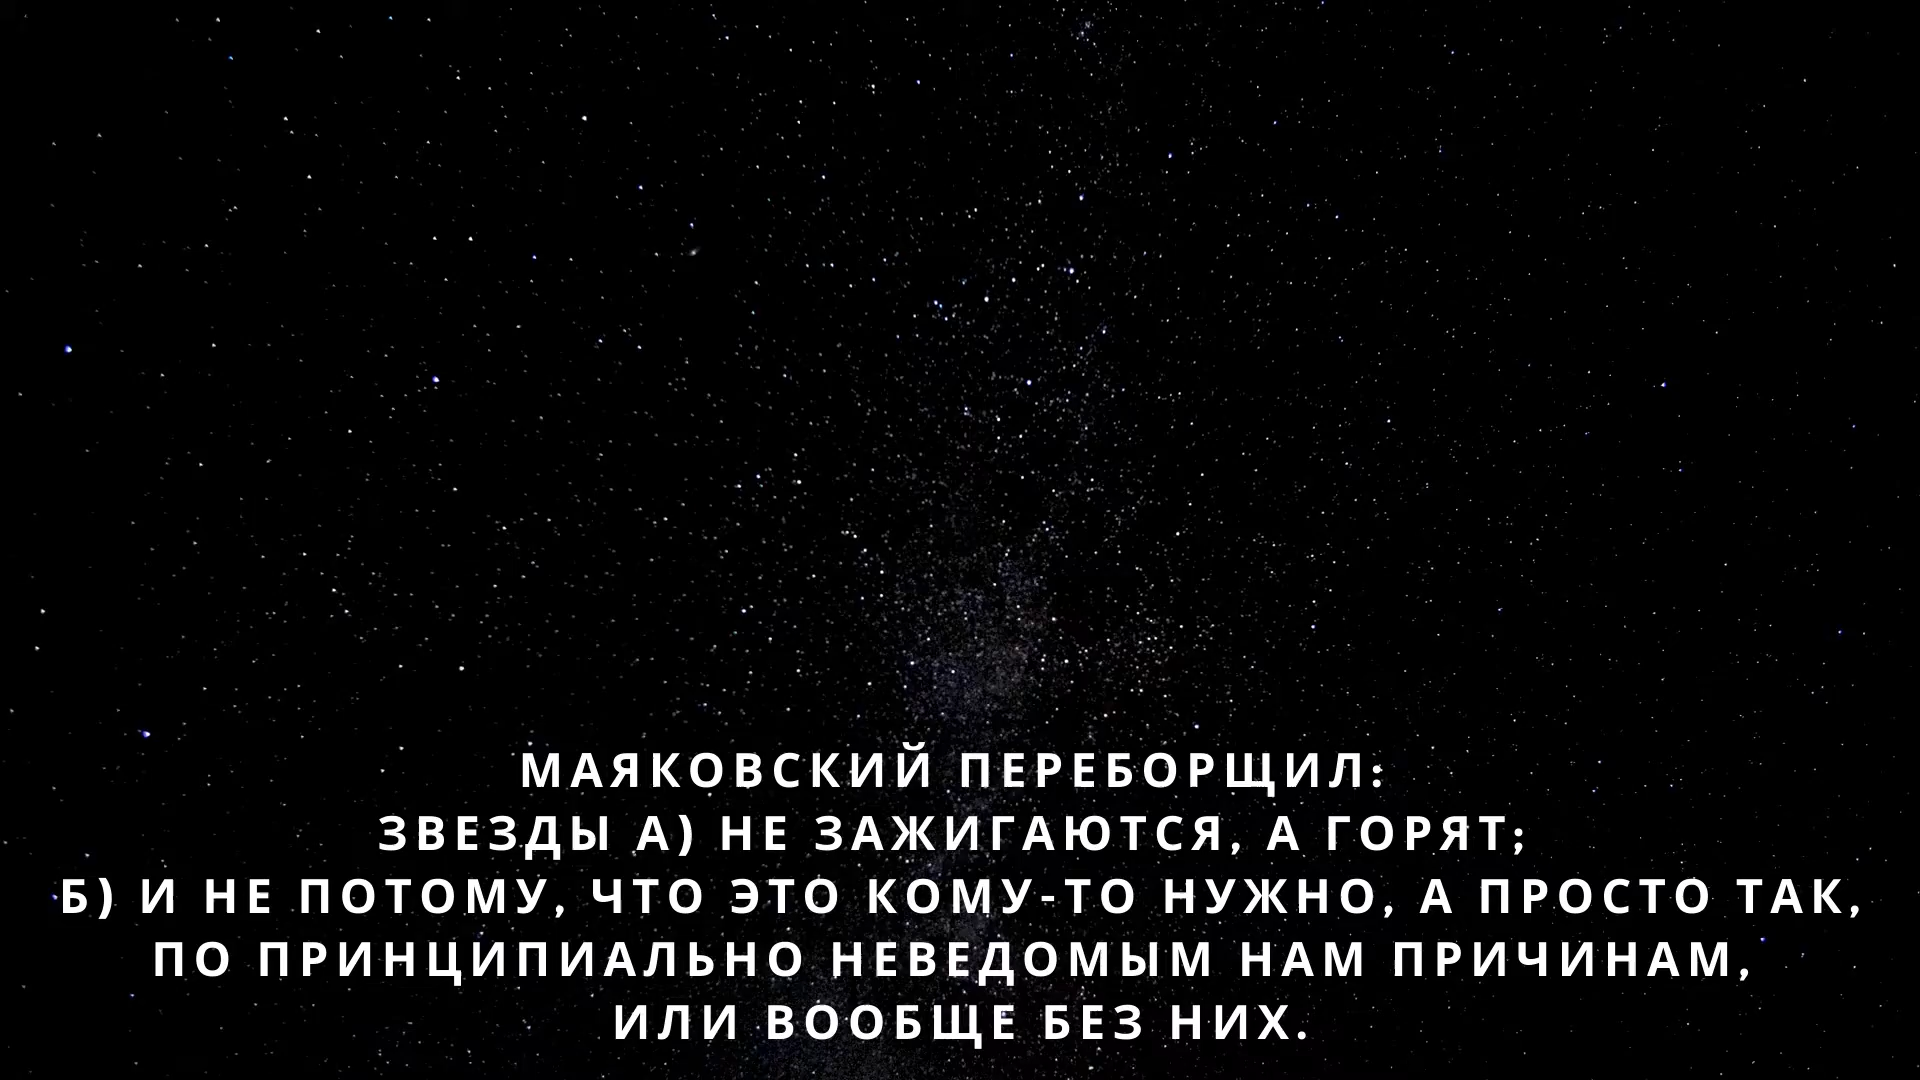 МАЯКОВСКИЙ ПЕРЕБОРЩИЛ:
ЗВЕЗДЫ А) НЕ ЗАЖИГАЮТСЯ, А ГОРЯТ;
Б) И НЕ ПОТОМУ, ЧТО ЭТО КОМУ-ТО НУЖНО, А ПРОСТО ТАК,
ПО ПРИНЦИПИАЛЬНО НЕВЕДОМЫМ НАМ ПРИЧИНАМ,
ИЛИ ВООБЩЕ БЕЗ НИХ.